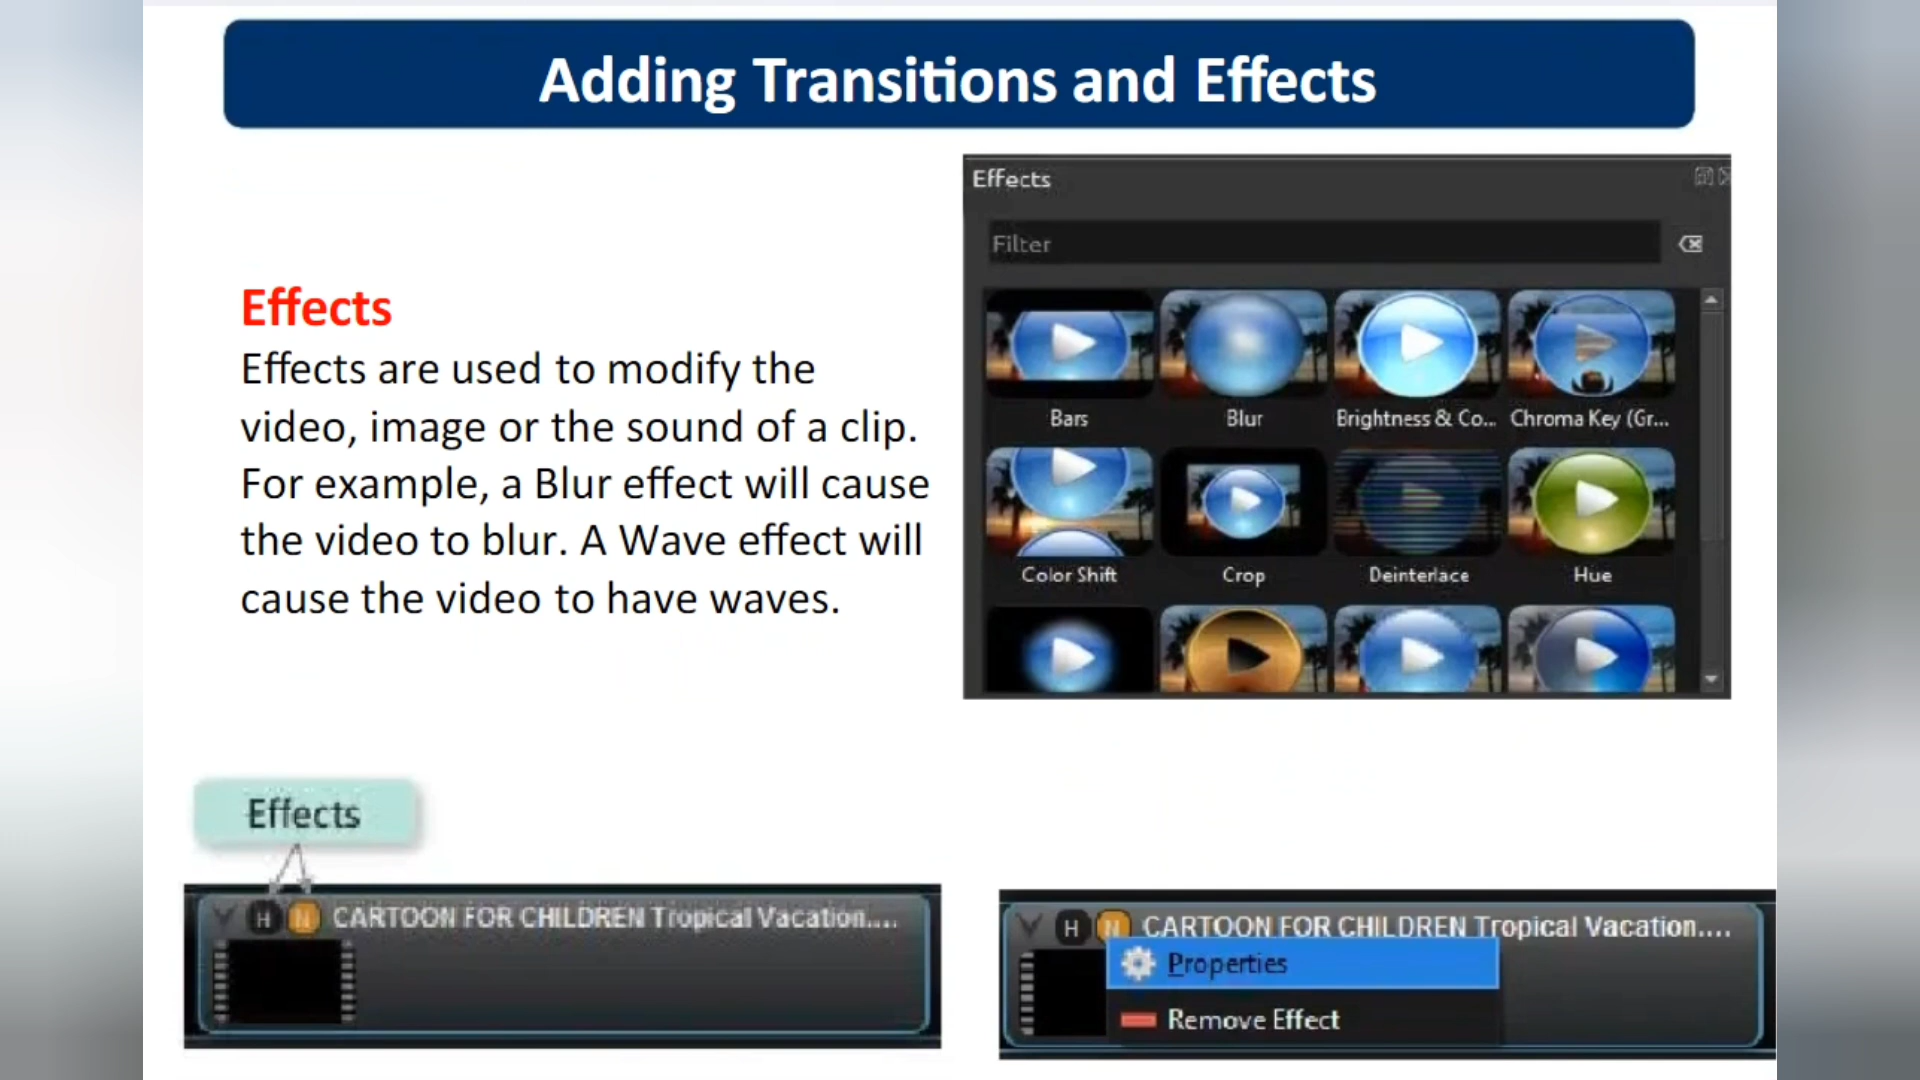 Adding Transitions and Effects
Effects
Filter
Effects
Effects are used to modify the
video, image or the sound of a clip.
For example, a Blur effect will cause
the video to blur. A Wave effect will
cause the video to have waves.
Bars Blur Brightness & Co... Chroma Key (Gr...
Color Shift Crop Deinterlace Hue
Effects
H N CARTOON FOR CHILDREN Tropical Vacation....
H N CARTOON FOR CHILDREN Tropical Vacation....
Properties
Remove Effect